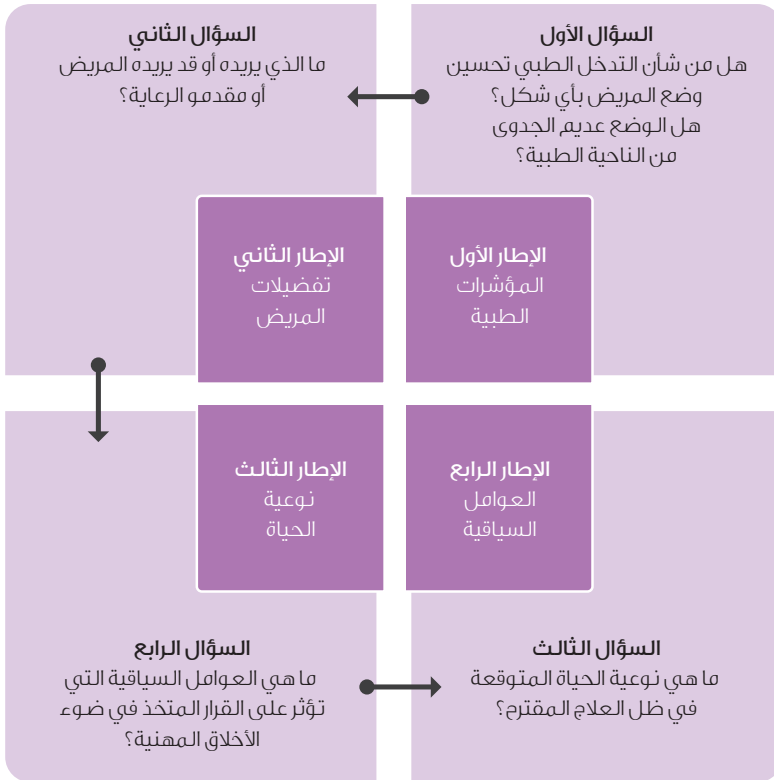 السؤال الأول
هل من شأن التدخل الطبي تحسين
وضع المريض بأي شكل؟
هل الوضع عديم الجدوى
من الناحية الطبية؟
السؤال الثاني
ما الذي يريده أو قد يريده المريض
أو مقدمو الرعاية؟
الإطار الأول
المؤشرات
الطبية
الإطار الثاني
تفضيلات
المريض
الإطار الرابع
العوامل
السياقية
الإطار الثالث
نوعية
الحياة
السؤال الثالث
ما هي نوعية الحياة المتوقعة
في ظل العلاج المقترح؟
السؤال الرابع
ما هي العوامل السياقية التي
تؤثر على القرار المتخذ في ضوء
الأخلاق المهنية؟